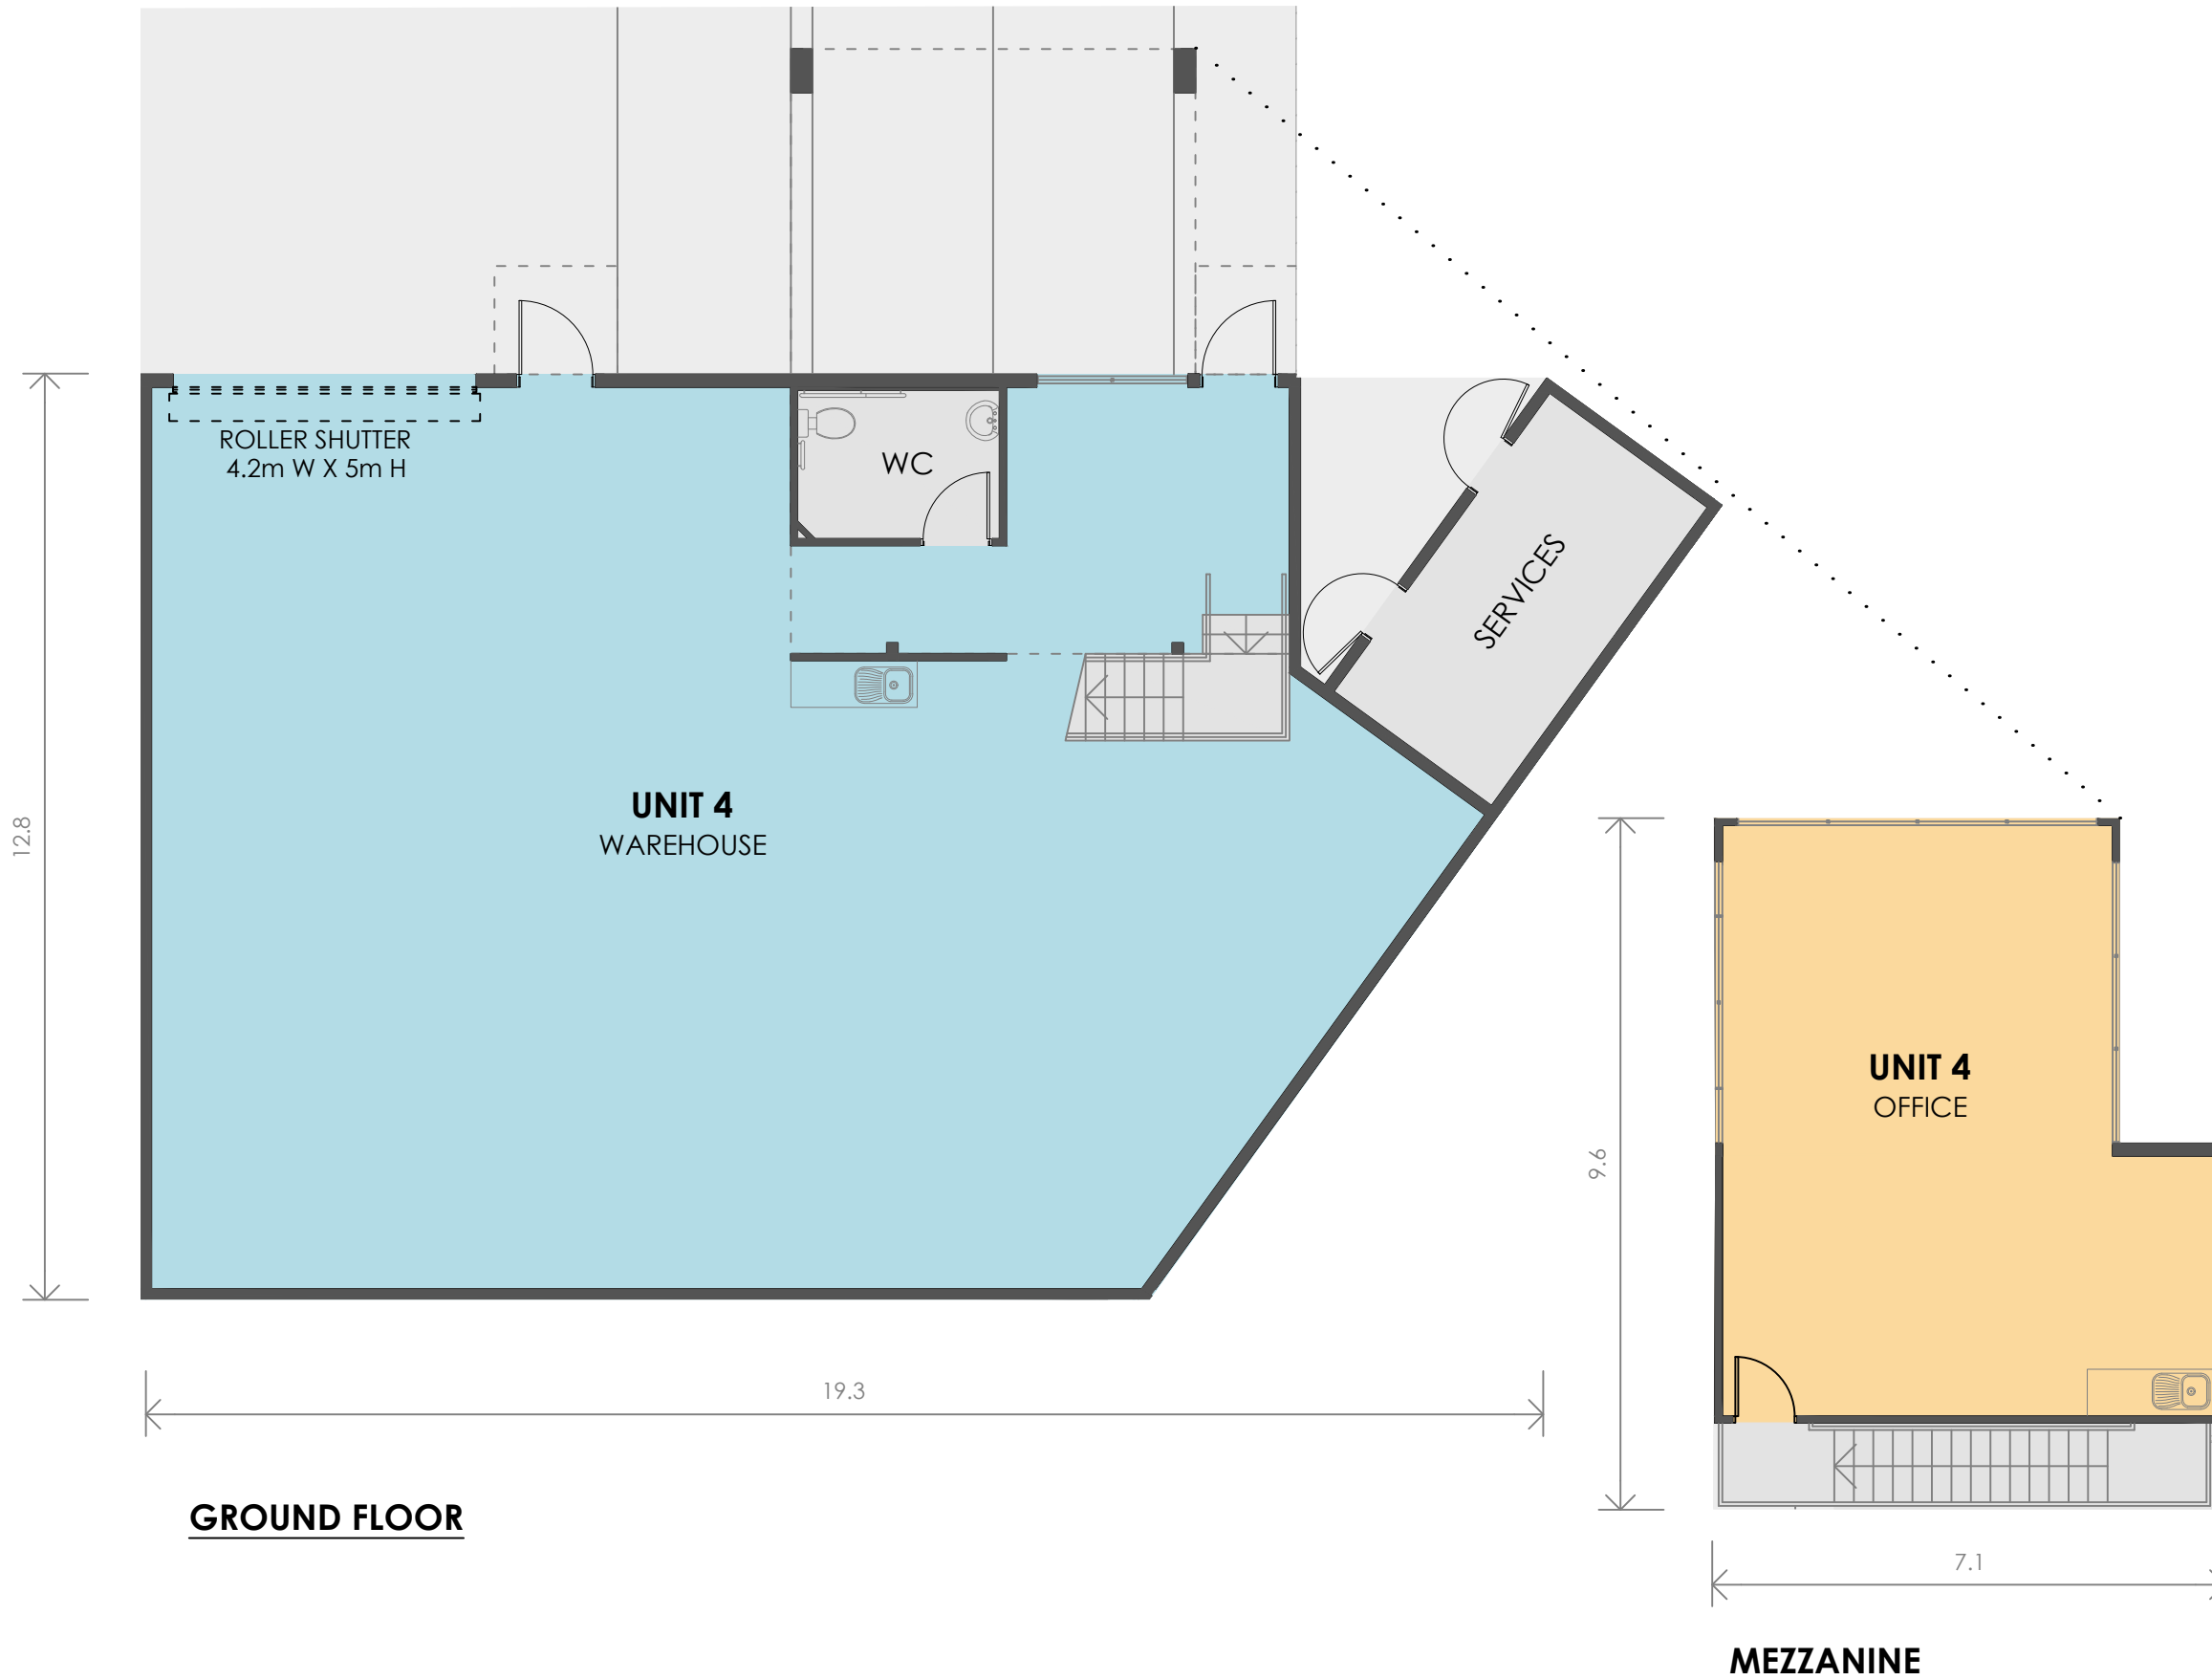 ROLLER SHUTTER
4.2m W X 5m H
WC
SERVICES
UNIT 4
WAREHOUSE
12.8
19.3
GROUND FLOOR
UNIT 4
OFFICE
9.6
7.1
MEZZANINE